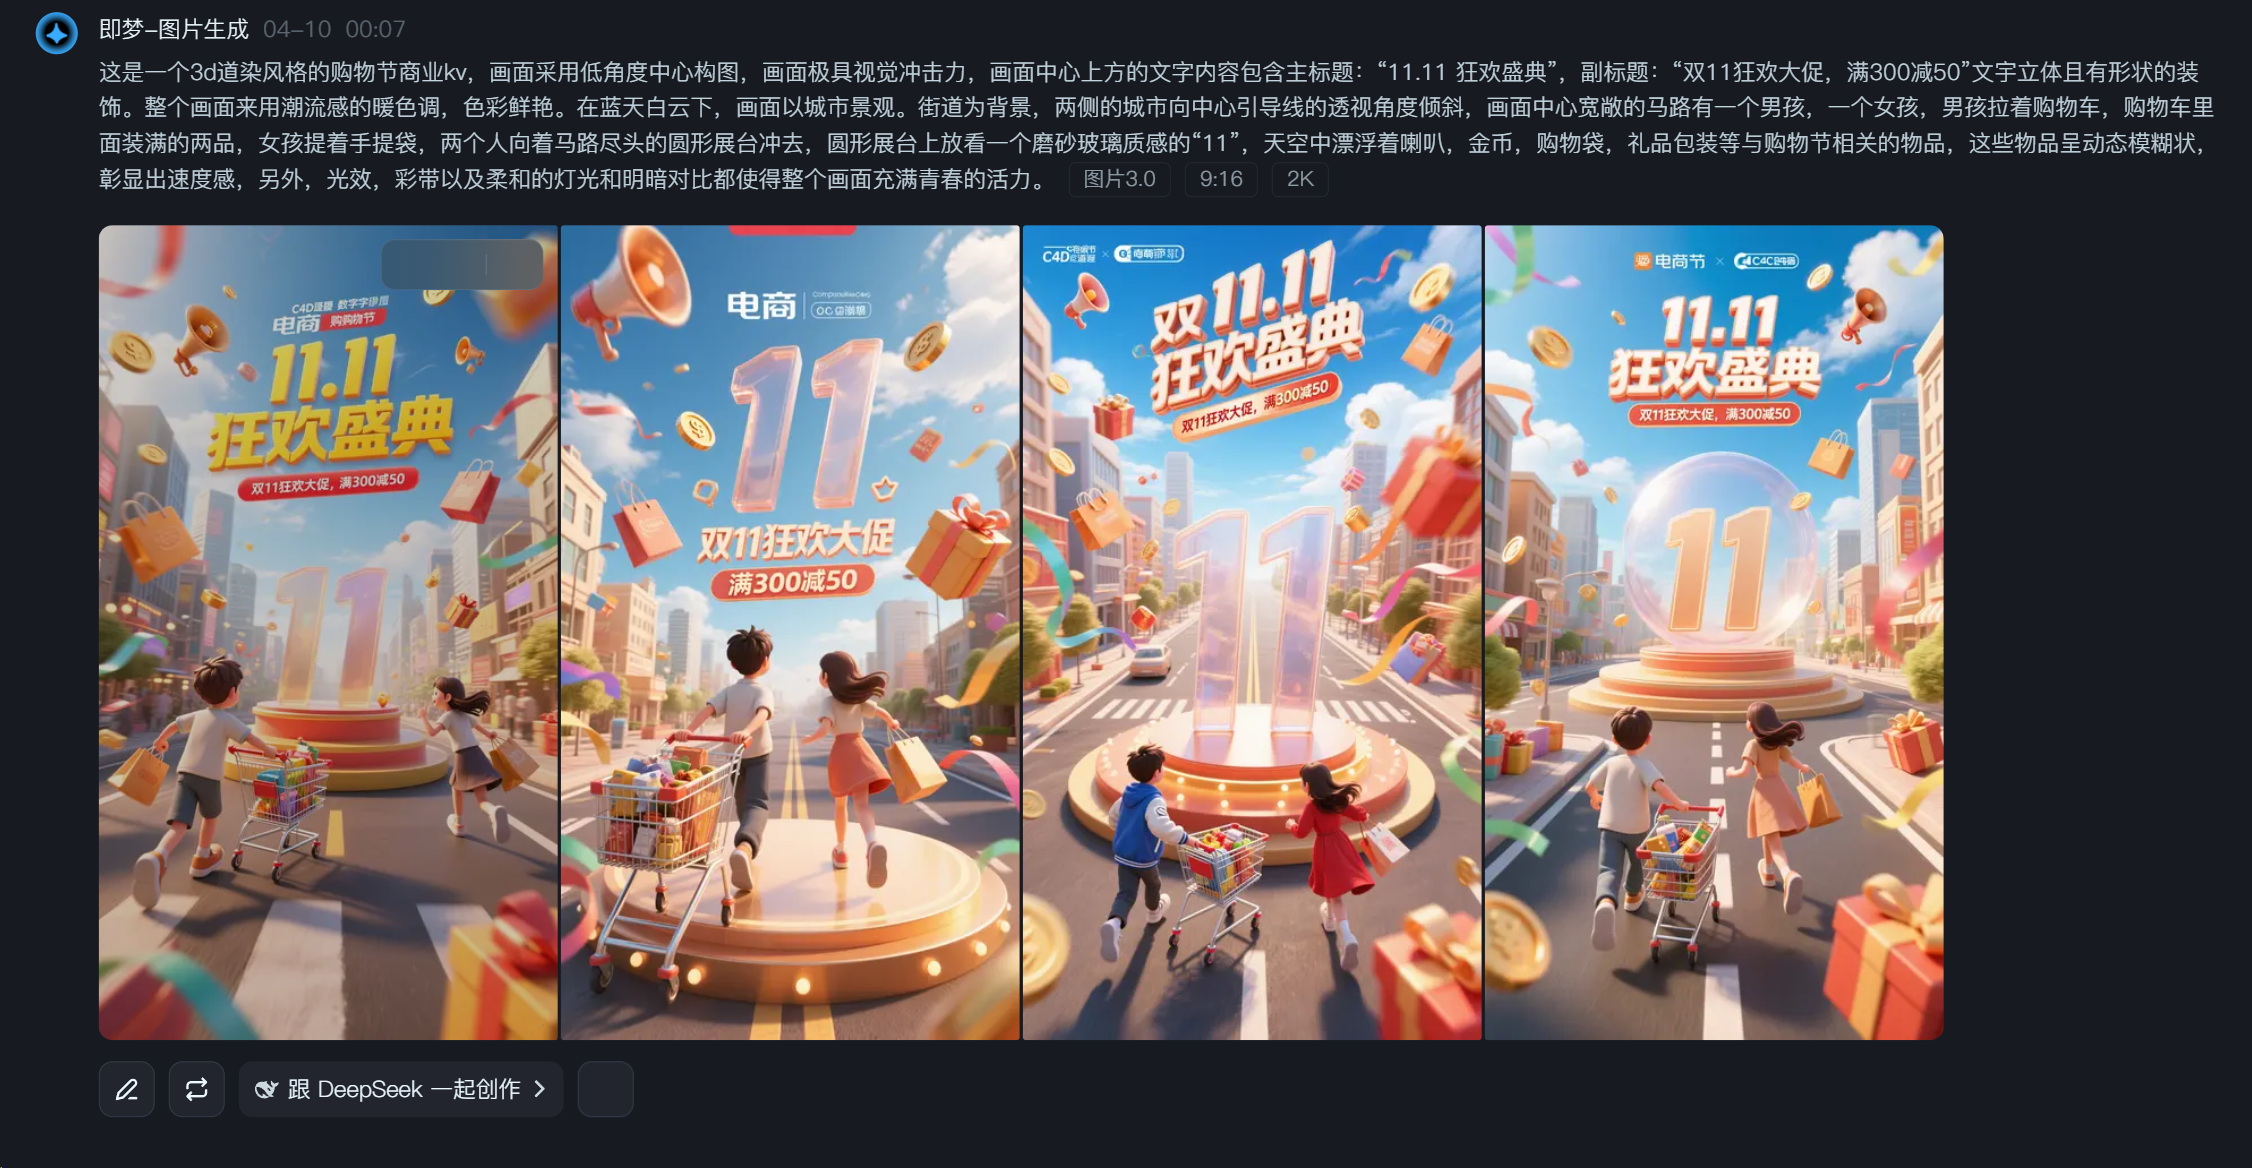 即梦-图片生成 04-10 00:07
这是一个3d道染风格的购物节商业kv，画面采用低角度中心构图，画面极具视觉冲击力，画面中心上方的文字内容包含主标题：“11.11 狂欢盛典”，副标题：“双11狂欢大促，满300减50”文字立体且有形状的装
饰。整个画面来用潮流感的暖色调，色彩鲜艳。在蓝天白云下，画面以城市景观。街道为背景，两侧的城市向中心引导线的透视角度倾斜，画面中心宽敞的马路有一个男孩，一个女孩，男孩拉着购物车，购物车里
面装满的两品，女孩提着手提袋，两个人向着马路尽头的圆形展台冲去，圆形展台上放看一个磨砂玻璃质感的“11”，天空中漂浮着喇叭，金币，购物袋，礼品包装等与购物节相关的物品，这些物品呈动态模糊状，
彰显出速度感，另外，光效，彩带以及柔和的灯光和明暗对比都使得整个画面充满青春的活力。 图片3.0 9:16 2K
C4D
电商 购购物节
11.11
狂欢盛典
双11狂欢大促，满300减50
11
电商
11
双11狂欢大促
满300减50
C4D
双11.11
狂欢盛典
双11狂欢大促，满300减50
11
电商节 ×
11.11
狂欢盛典
双11狂欢大促，满300减50
11
跟 DeepSeek 一起创作